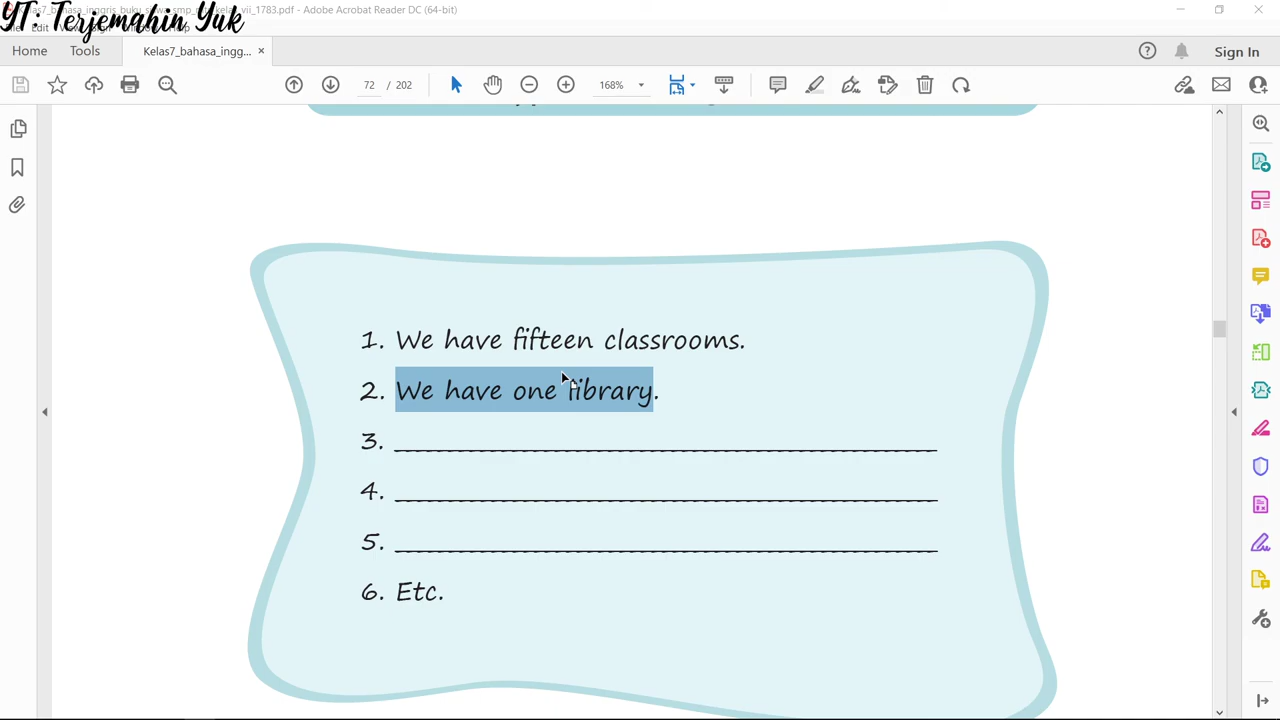 YT: Terjemahin Yuk
Home Tools Kelas7_bahasa_ingg... ×
72 / 202 168% Sign In
1. We have fifteen classrooms.
2. We have one library.
3.
4.
5.
6. Etc.